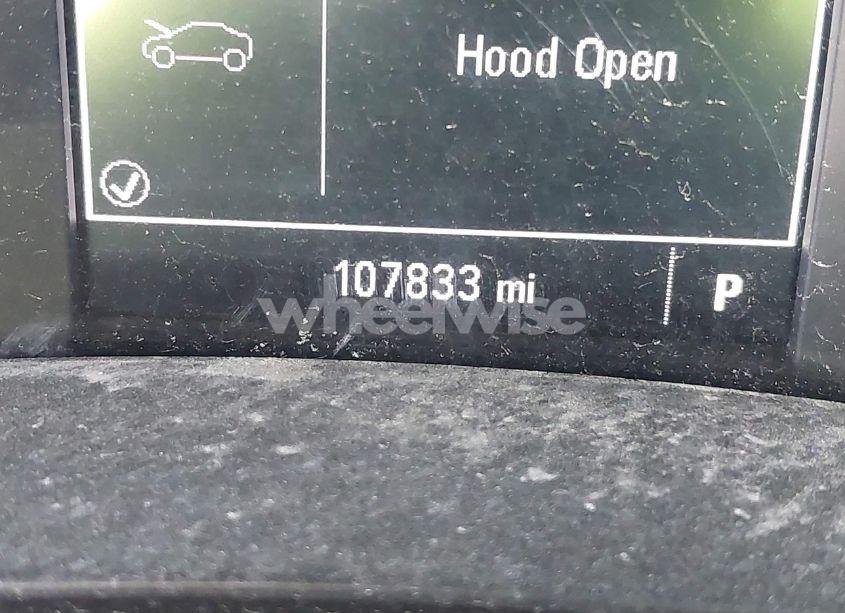 Hood Open
107833 mi
P
wheelwise